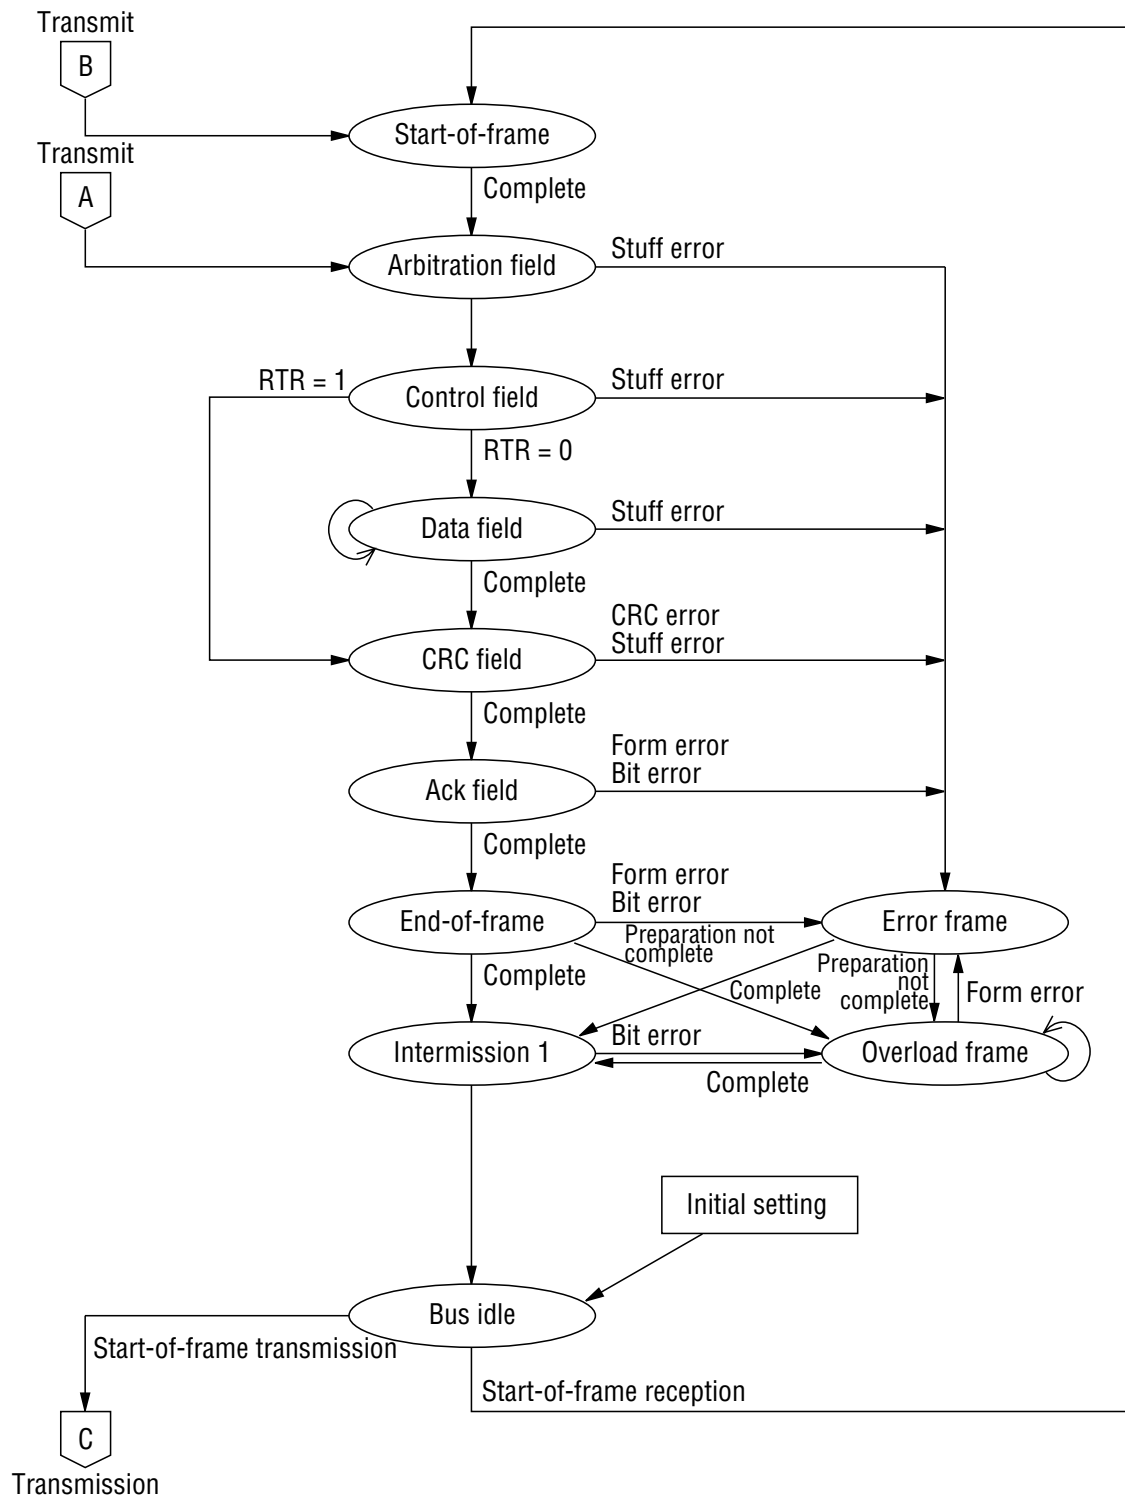 Transmit
B
Start-of-frame
Transmit
Complete
A
Stuff error
Arbitration field
RTR = 1
Stuff error
Control field
RTR = 0
Stuff error
Data field
Complete
CRC error
Stuff error
CRC field
Complete
Form error
Bit error
Ack field
Complete
Form error
Bit error
End-of-frame
Error frame
Preparation not
complete
Complete
Preparation
not
complete
Complete
Form error
Intermission 1
Bit error
Overload frame
Complete
Initial setting
Bus idle
Start-of-frame transmission
Start-of-frame reception
C
Transmission